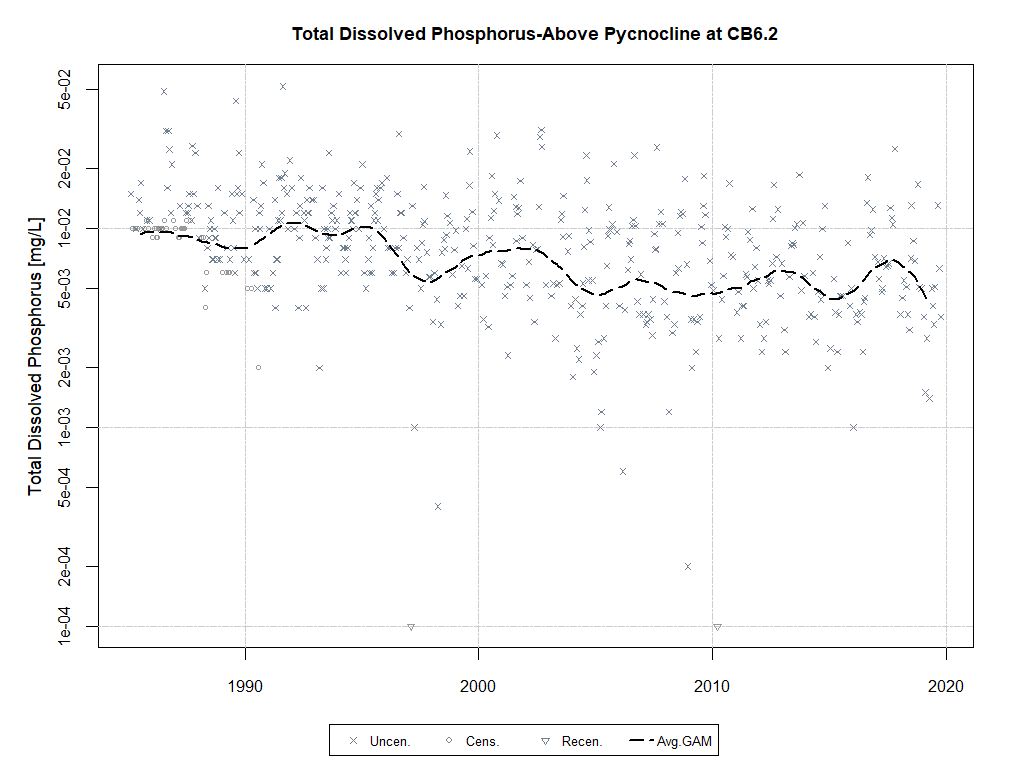 Total Dissolved Phosphorus-Above Pycnocline at CB6.2
Total Dissolved Phosphorus [mg/L]
5e-02
2e-02
1e-02
5e-03
2e-03
1e-03
5e-04
2e-04
1e-04
1990 2000 2010 2020
Uncen. Cens. Recen. Avg.GAM